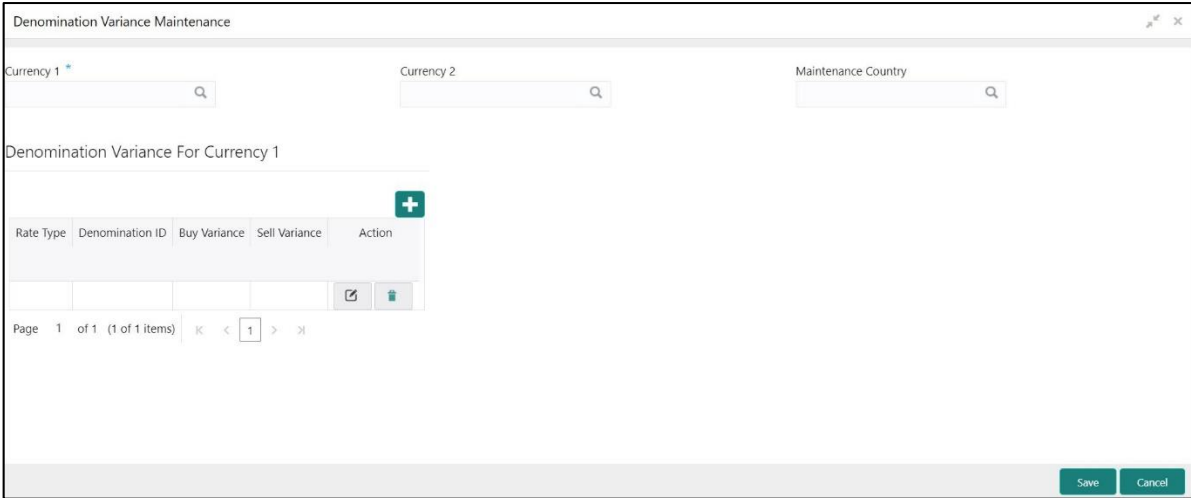 Denomination Variance Maintenance
Currency 1 * Currency 2 Maintenance Country
Denomination Variance For Currency 1
Rate Type Denomination ID Buy Variance Sell Variance Action
Page 1 of 1 (1 of 1 items) 1
Save Cancel